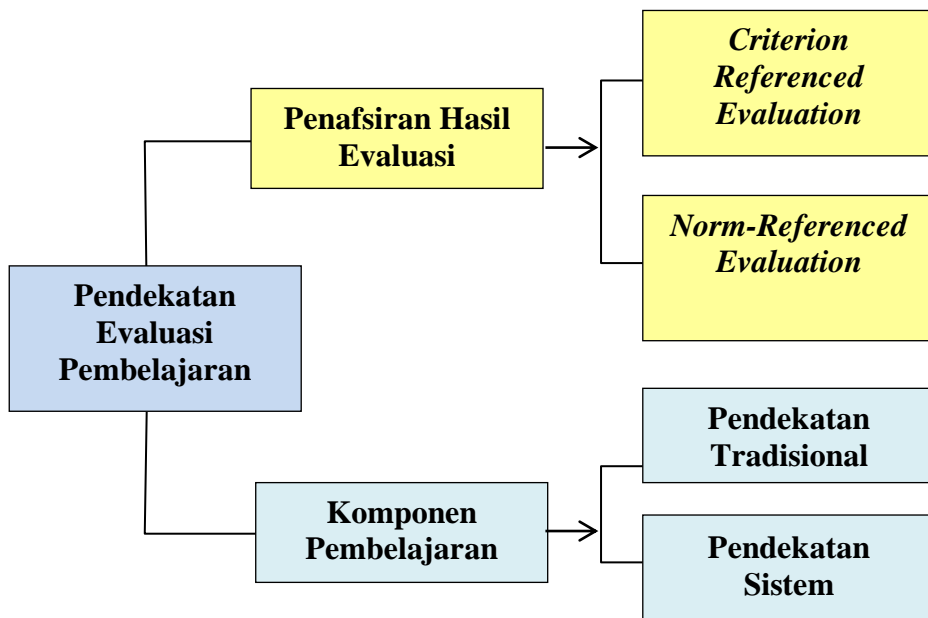 Criterion
Referenced
Evaluation
Penafsiran Hasil
Evaluasi
Norm-Referenced
Evaluation
Pendekatan
Evaluasi
Pembelajaran
Pendekatan
Tradisional
Komponen
Pembelajaran
Pendekatan
Sistem